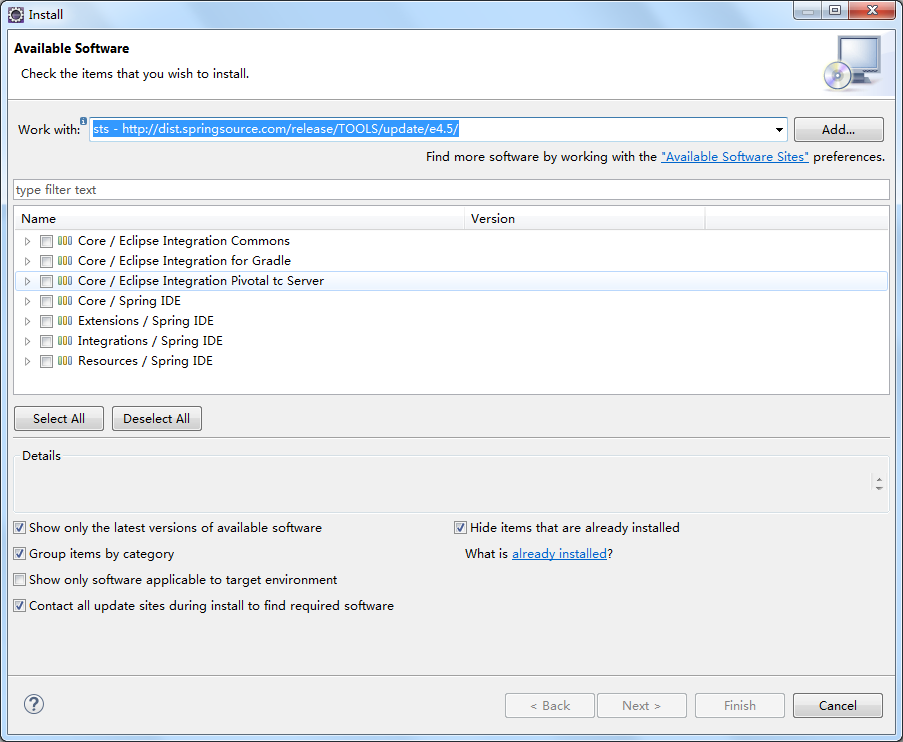 Install
Available Software
Check the items that you wish to install.
Work with: sts - http://dist.springsource.com/release/TOOLS/update/e4.5/ Add...
Find more software by working with the "Available Software Sites" preferences.
type filter text
Name Version
Core / Eclipse Integration Commons
Core / Eclipse Integration for Gradle
Core / Eclipse Integration Pivotal tc Server
Core / Spring IDE
Extensions / Spring IDE
Integrations / Spring IDE
Resources / Spring IDE
Select All Deselect All
Details
Show only the latest versions of available software Hide items that are already installed
Group items by category What is already installed?
Show only software applicable to target environment
Contact all update sites during install to find required software
? < Back Next > Finish Cancel